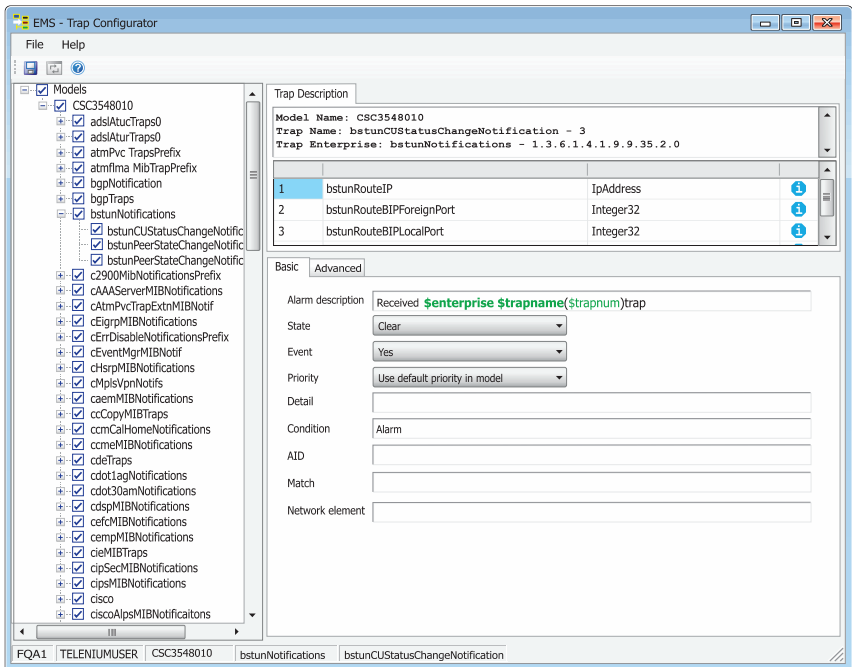 EMS - Trap Configurator
File Help
Models
CSC3548010
adslAtucTraps0
adslAturTraps0
atmPvc TrapsPrefix
atmfIma MibTrapPrefix
bgpNotification
bgpTraps
bstunNotifications
bstunCUStatusChangeNotific
bstunPeerStateChangeNotific
bstunPeerStateChangeNotific
c2900MibNotificationsPrefix
cAAAServerMIBNotifications
cAtmPvcTrapExtnMIBNotif
cEigrpMIBNotifications
cErrDisableNotificationsPrefix
cEventMgrMIBNotif
cHsrpMIBNotifications
cMplsVpnNotifs
caemMIBNotifications
ccCopyMIBTraps
ccmCalHomeNotifications
ccmeMIBNotifications
cdeTraps
cdot1agNotifications
cdot30amNotifications
cdspMIBNotifications
cefcMIBNotifications
cempMIBNotifications
cieMIBTraps
cipSecMIBNotifications
cipsMIBNotifications
cisco
ciscoAlpsMIBNotificaitons
Trap Description
Model Name: CSC3548010
Trap Name: bstunCUStatusChangeNotification - 3
Trap Enterprise: bstunNotifications - 1.3.6.1.4.1.9.9.35.2.0
1 bstunRouteIP IpAddress
2 bstunRouteBIPForeignPort Integer32
3 bstunRouteBIPLocalPort Integer32
Basic Advanced
Alarm description Received $enterprise $trapname($trapnum)trap
State Clear
Event Yes
Priority Use default priority in model
Detail
Condition Alarm
AID
Match
Network element
FQA1 TELENIUMUSER CSC3548010 bstunNotifications bstunCUStatusChangeNotification